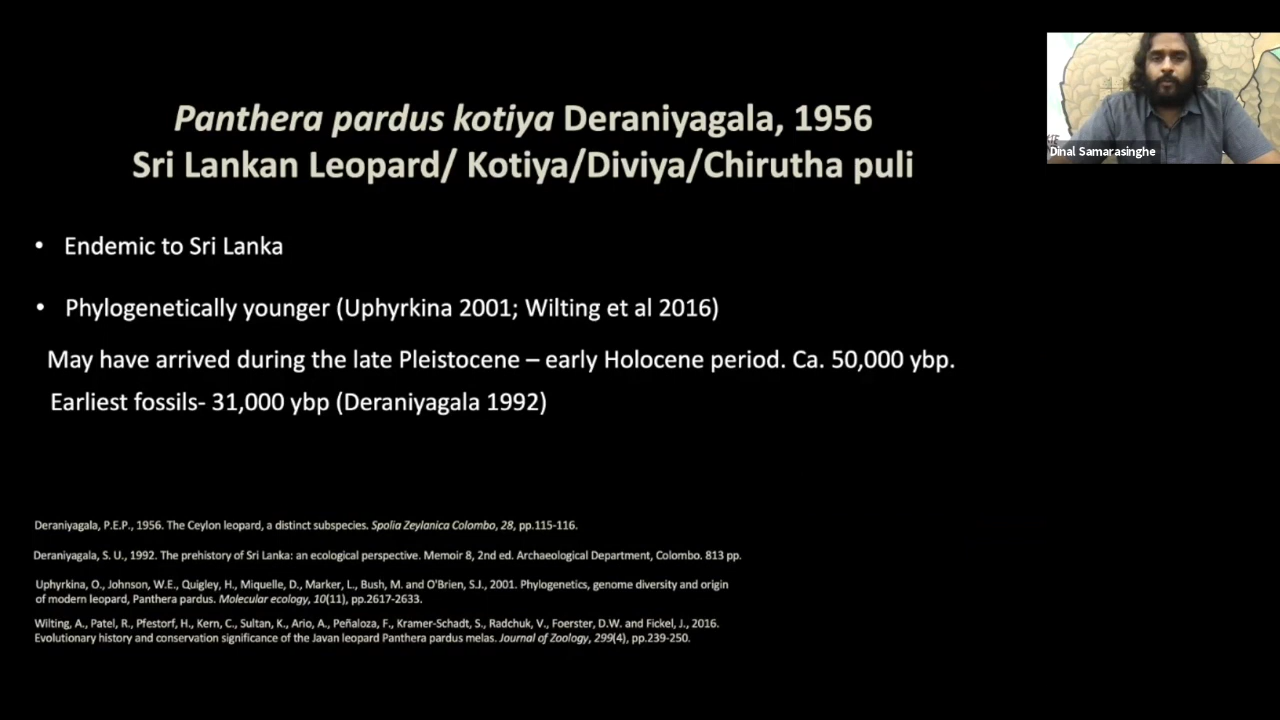 Panthera pardus kotiya Deraniyagala, 1956
Sri Lankan Leopard/ Kotiya/Diviya/Chirutha puli
• Endemic to Sri Lanka
• Phylogenetically younger (Uphyrkina 2001; Wilting et al 2016)
May have arrived during the late Pleistocene – early Holocene period. Ca. 50,000 ybp.
Earliest fossils- 31,000 ybp (Deraniyagala 1992)
Deraniyagala, P.E.P., 1956. The Ceylon leopard, a distinct subspecies. Spolia Zeylanica Colombo, 28, pp.115-116.
Deraniyagala, S. U., 1992. The prehistory of Sri Lanka: an ecological perspective. Memoir 8, 2nd ed. Archaeological Department, Colombo. 813 pp.
Uphyrkina, O., Johnson, W.E., Quigley, H., Miquelle, D., Marker, L., Bush, M. and O'Brien, S.J., 2001. Phylogenetics, genome diversity and origin
of modern leopard, Panthera pardus. Molecular ecology, 10(11), pp.2617-2633.
Wilting, A., Patel, R., Pfestorf, H., Kern, C., Sultan, K., Ario, A., Peñaloza, F., Kramer-Schadt, S., Radchuk, V., Foerster, D.W. and Fickel, J., 2016.
Evolutionary history and conservation significance of the Javan leopard Panthera pardus melas. Journal of Zoology, 299(4), pp.239-250.
Dinal Samarasinghe